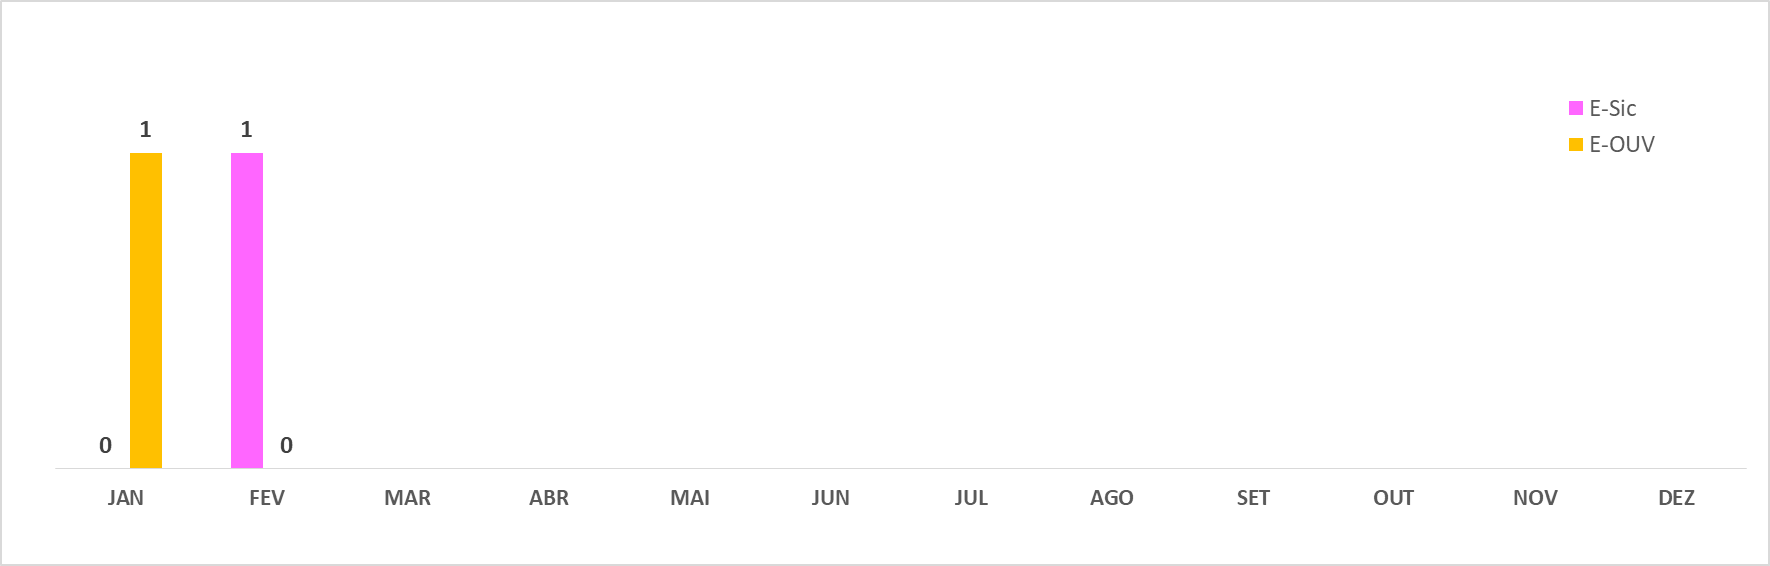 E-Sic
E-OUV
1 1
0 0
JAN FEV MAR ABR MAI JUN JUL AGO SET OUT NOV DEZ